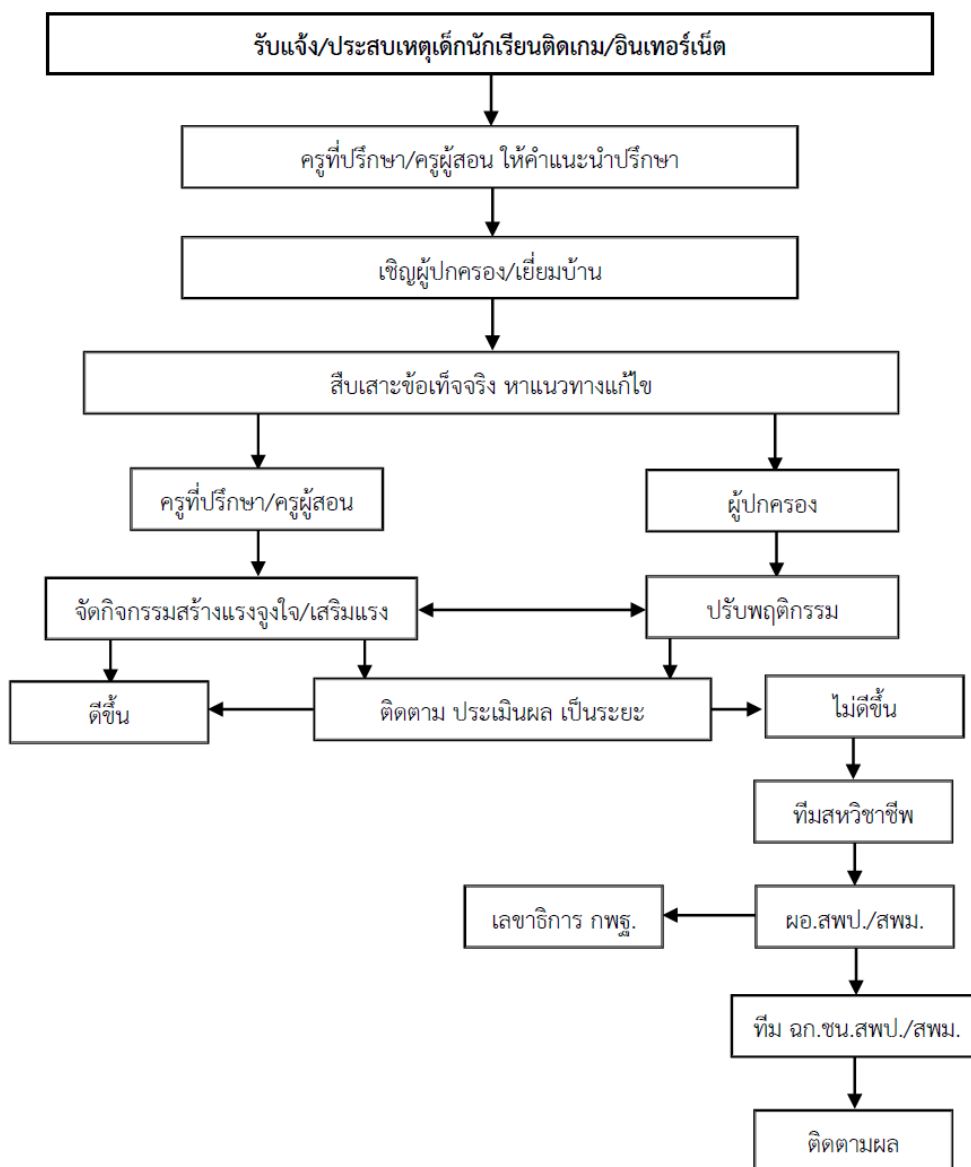 รับแจ้ง/ประสบเหตุเด็กนักเรียนติดเกม/อินเทอร์เน็ต
ครูที่ปรึกษา/ครูผู้สอน ให้คำแนะนำปรึกษา
เชิญผู้ปกครอง/เยี่ยมบ้าน
สืบเสาะข้อเท็จจริง หาแนวทางแก้ไข
ครูที่ปรึกษา/ครูผู้สอน
ผู้ปกครอง
จัดกิจกรรมสร้างแรงจูงใจ/เสริมแรง
ปรับพฤติกรรม
ดีขึ้น
ติดตาม ประเมินผล เป็นระยะ
ไม่ดีขึ้น
ทีมสหวิชาชีพ
เลขาธิการ กพฐ.
ผอ.สพป./สพม.
ทีม ฉก.ชน.สพป./สพม.
ติดตามผล